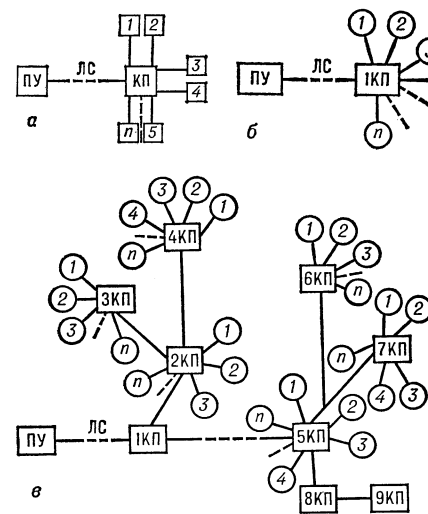 1 2
ПУ ЛС КП 3
4
п 5
а
1 2
ПУ ЛС 1КП
п
б
3 2
4 1
п 4КП
1
2 3КП
3
п
2КП 1
п 2
3
ПУ ЛС 1КП
в
1 2
3
6КП
п
1 2
7КП
п
4 3
1
п 2
5КП 3
4
8КП 9КП